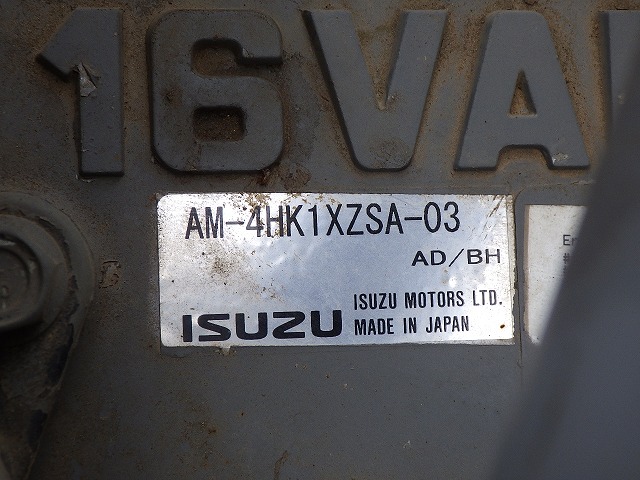 16VA
AM-4HK1XZSA-03
AD/BH
ISUZU
ISUZU MOTORS LTD.
MADE IN JAPAN